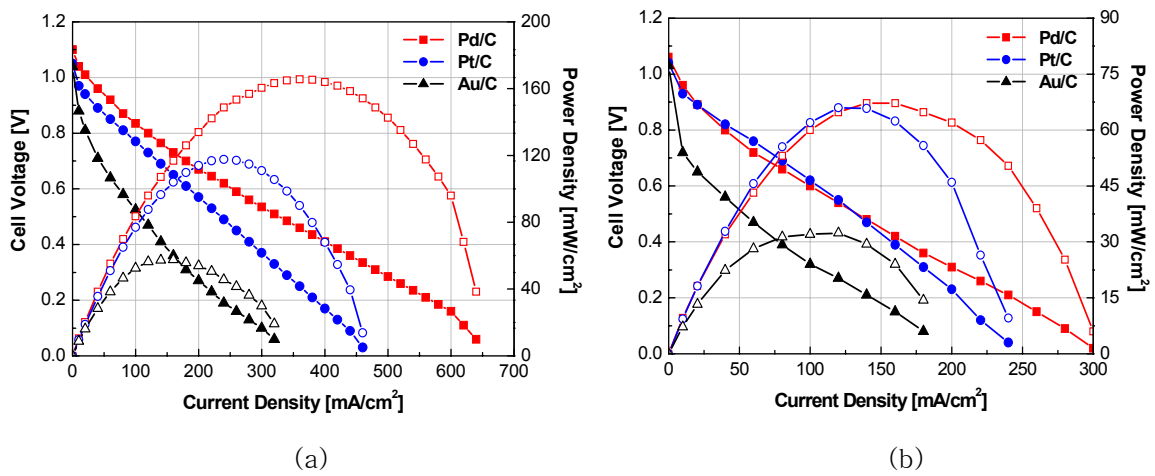 1.2
1.0
0.8
0.6
0.4
0.2
0.0
Cell Voltage [V]
0 100 200 300 400 500 600 700
Current Density [mA/cm²]
200
160
120
80
40
0
Power Density [mW/cm²]
Pd/C
Pt/C
Au/C
(a)
1.2
1.0
0.8
0.6
0.4
0.2
0.0
Cell Voltage [V]
0 50 100 150 200 250 300
Current Density [mA/cm²]
90
75
60
45
30
15
0
Power Density [mW/cm²]
Pd/C
Pt/C
Au/C
(b)